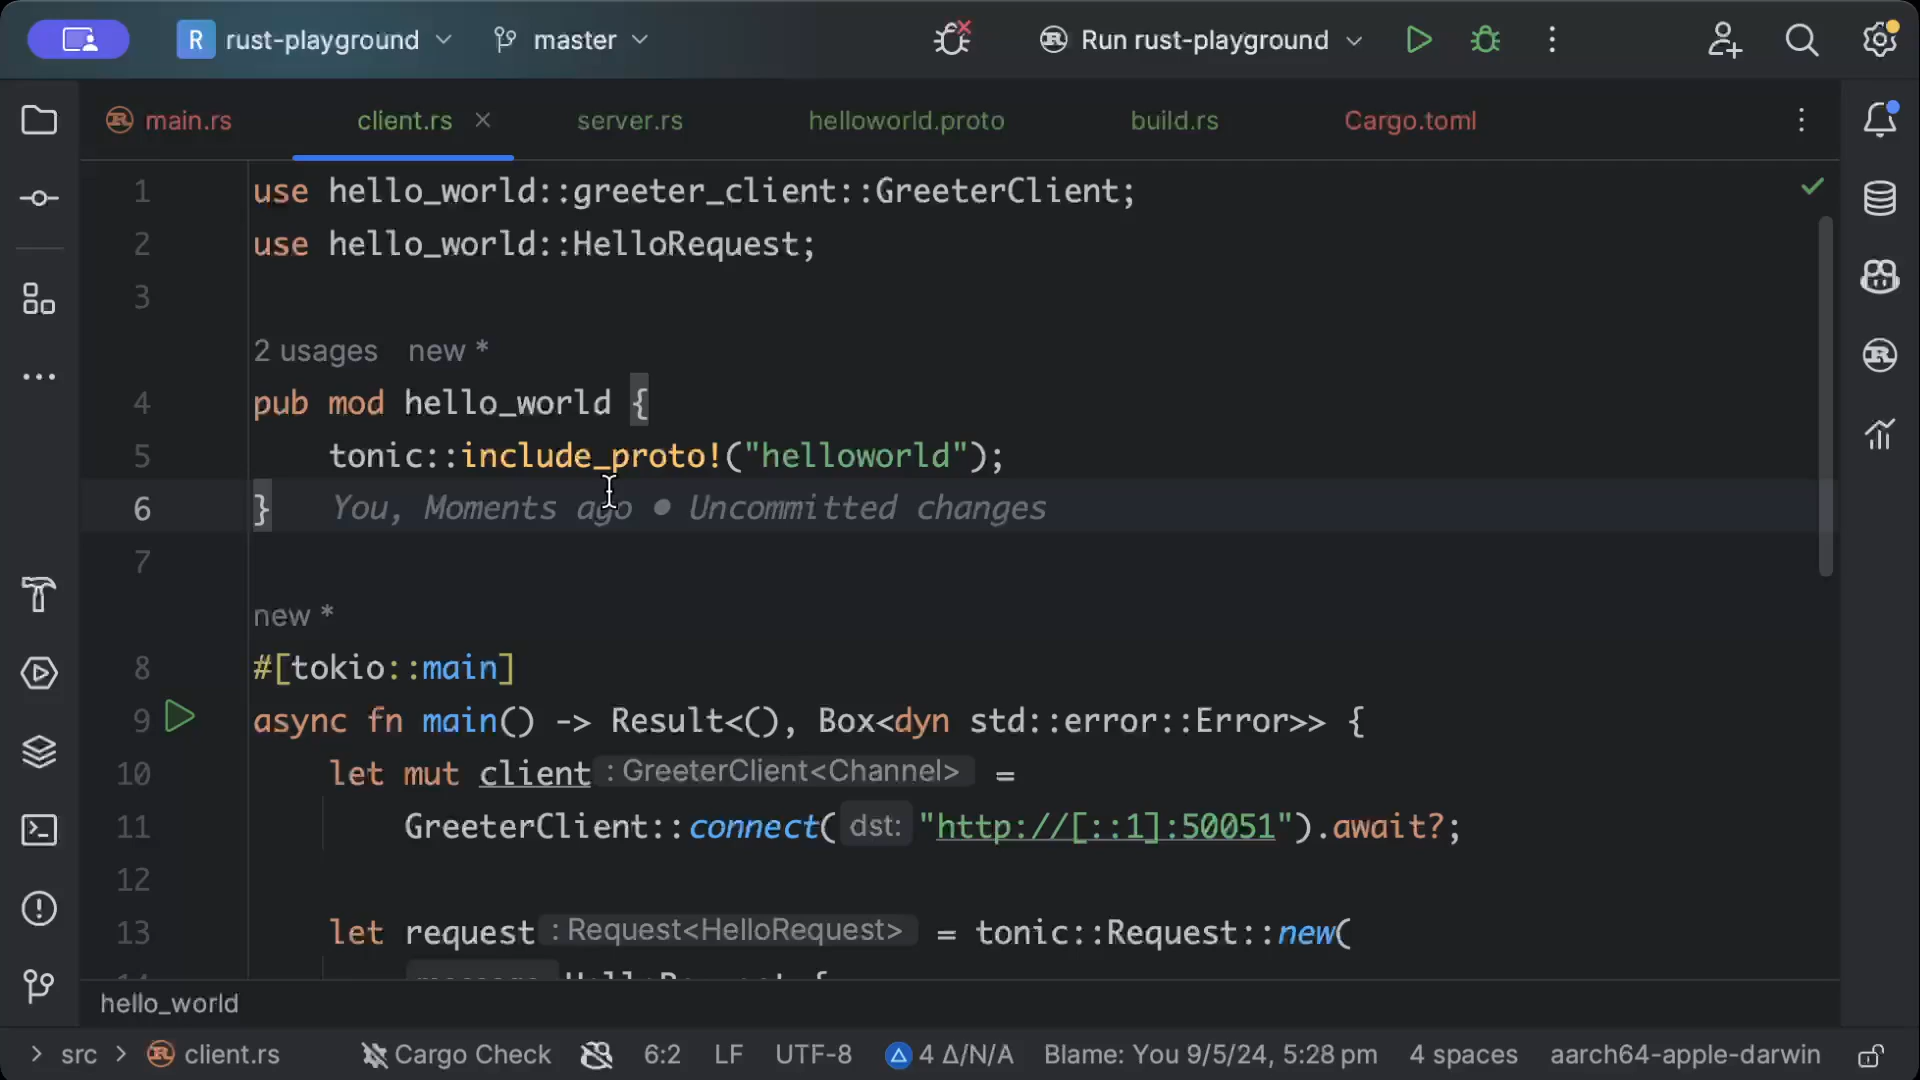 R rust-playground master Run rust-playground
main.rs client.rs server.rs helloworld.proto build.rs Cargo.toml
1 use hello_world::greeter_client::GreeterClient;
2 use hello_world::HelloRequest;
3
2 usages new *
4 pub mod hello_world {
5 tonic::include_proto!("helloworld");
6 } You, Moments ago • Uncommitted changes
7
new *
8 #[tokio::main]
9 async fn main() -> Result<(), Box<dyn std::error::Error>> {
10 let mut client : GreeterClient<Channel> =
11 GreeterClient::connect( dst: "http://[::1]:50051").await?;
12
13 let request : Request<HelloRequest> = tonic::Request::new(
HelloRequest {
hello_world
> src > client.rs Cargo Check 6:2 LF UTF-8 4 Δ/N/A Blame: You 9/5/24, 5:28 pm 4 spaces aarch64-apple-darwin